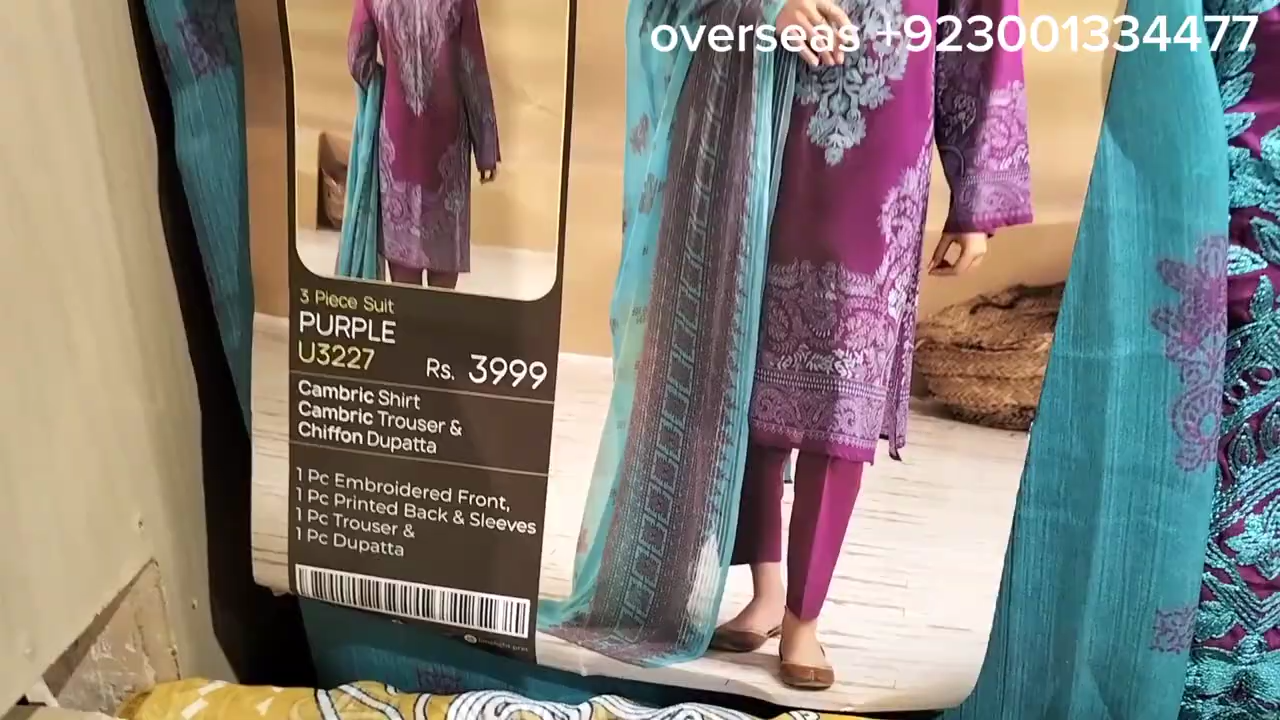 overseas +923001334477
3 Piece Suit
PURPLE
U3227
Rs. 3999
Cambric Shirt
Cambric Trouser &
Chiffon Dupatta
1 Pc Embroidered Front,
1 Pc Printed Back & Sleeves
1 Pc Trouser &
1 Pc Dupatta